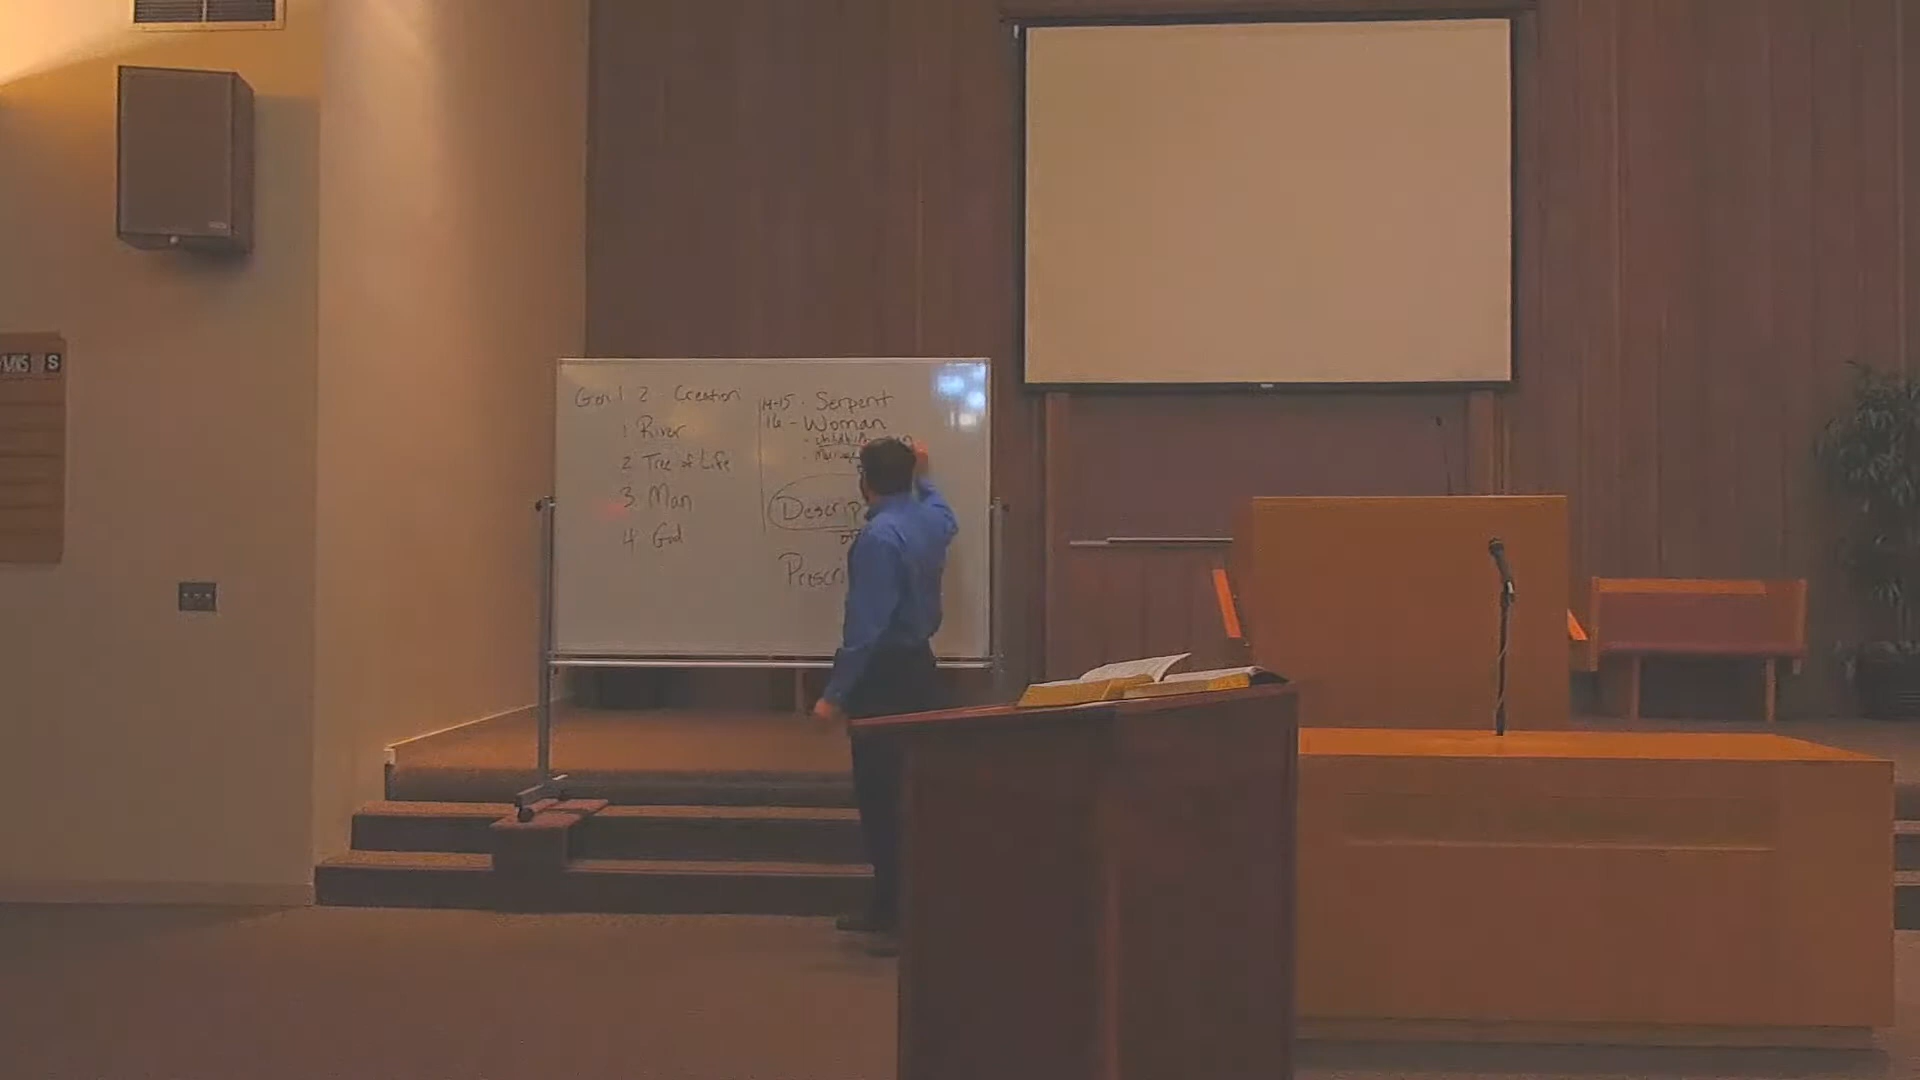 Gen 1 2 - Creation
1 River
2 Tree of Life
3. Man
4 God
14-15 - Serpent
16 - Woman
Descrip
Prescri
S